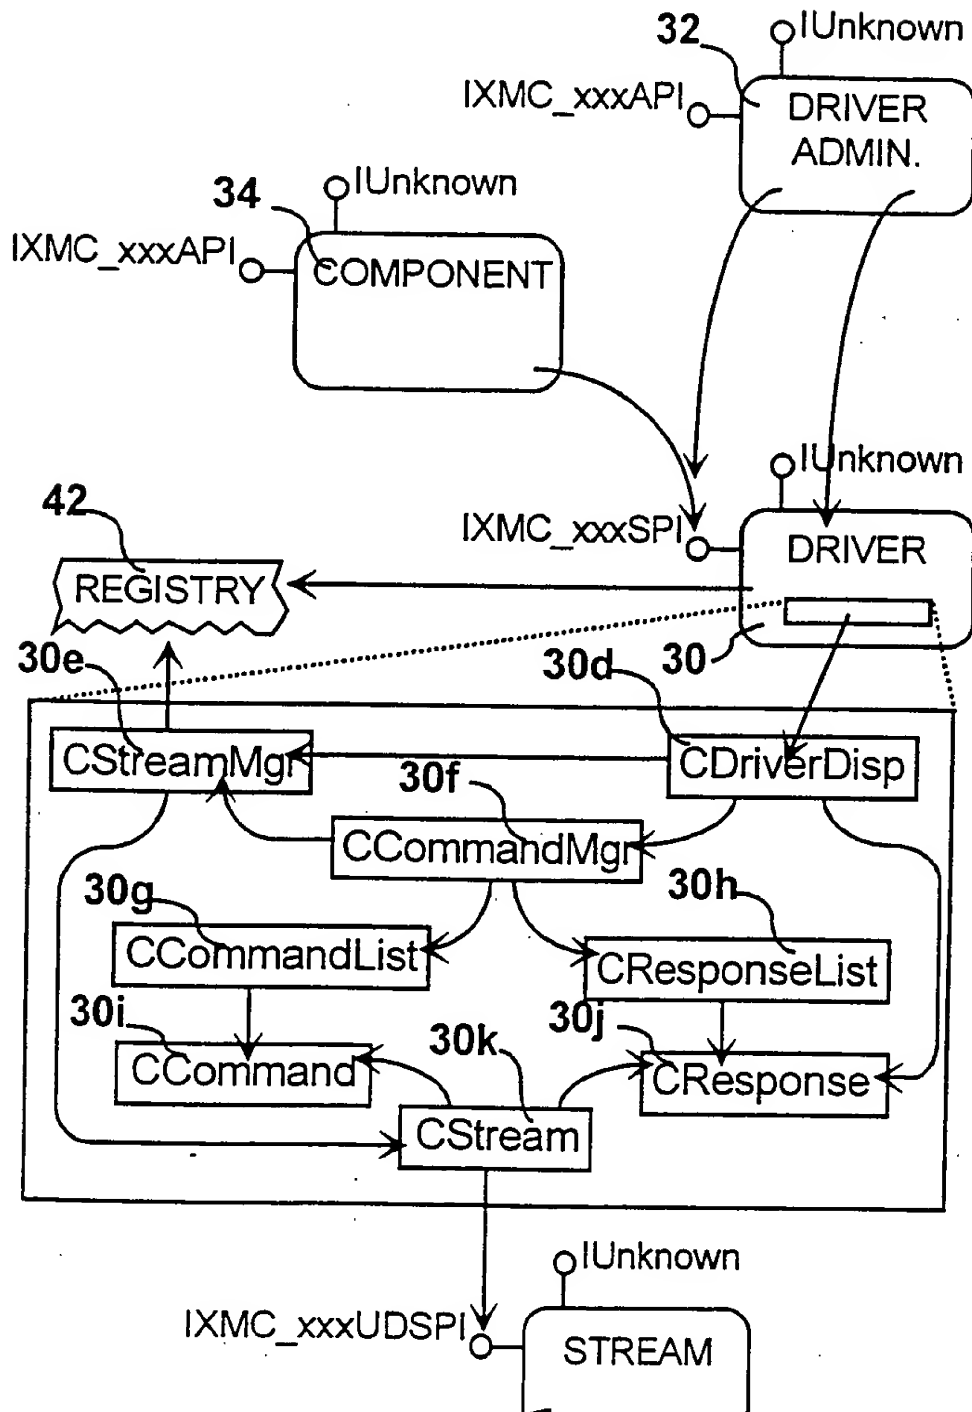 32
IUnknown
IXMC_xxxAPI
DRIVER
ADMIN.
34
IUnknown
IXMC_xxxAPI
COMPONENT
42
IUnknown
IXMC_xxxSPI
DRIVER
REGISTRY
30e
30d
30
CStreamMgr
CDriverDisp
30f
CCommandMgr
30g
30h
CCommandList
CResponseList
30i
30k
30j
CCommand
CResponse
CStream
IUnknown
IXMC_xxxUDSPI
STREAM